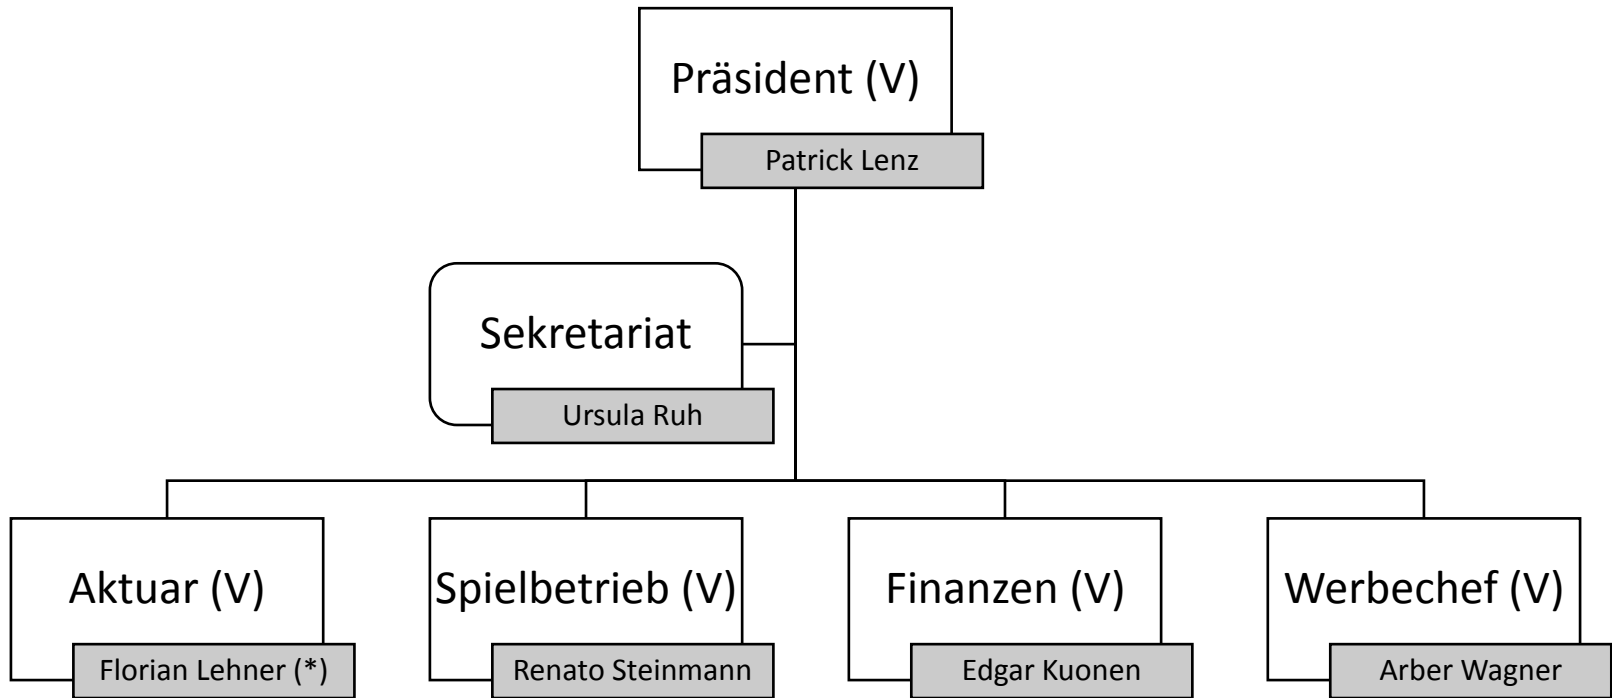 Präsident (V)
Patrick Lenz
Sekretariat
Ursula Ruh
Aktuar (V)
Florian Lehner (*)
Spielbetrieb (V)
Renato Steinmann
Finanzen (V)
Edgar Kuonen
Werbechef (V)
Arber Wagner